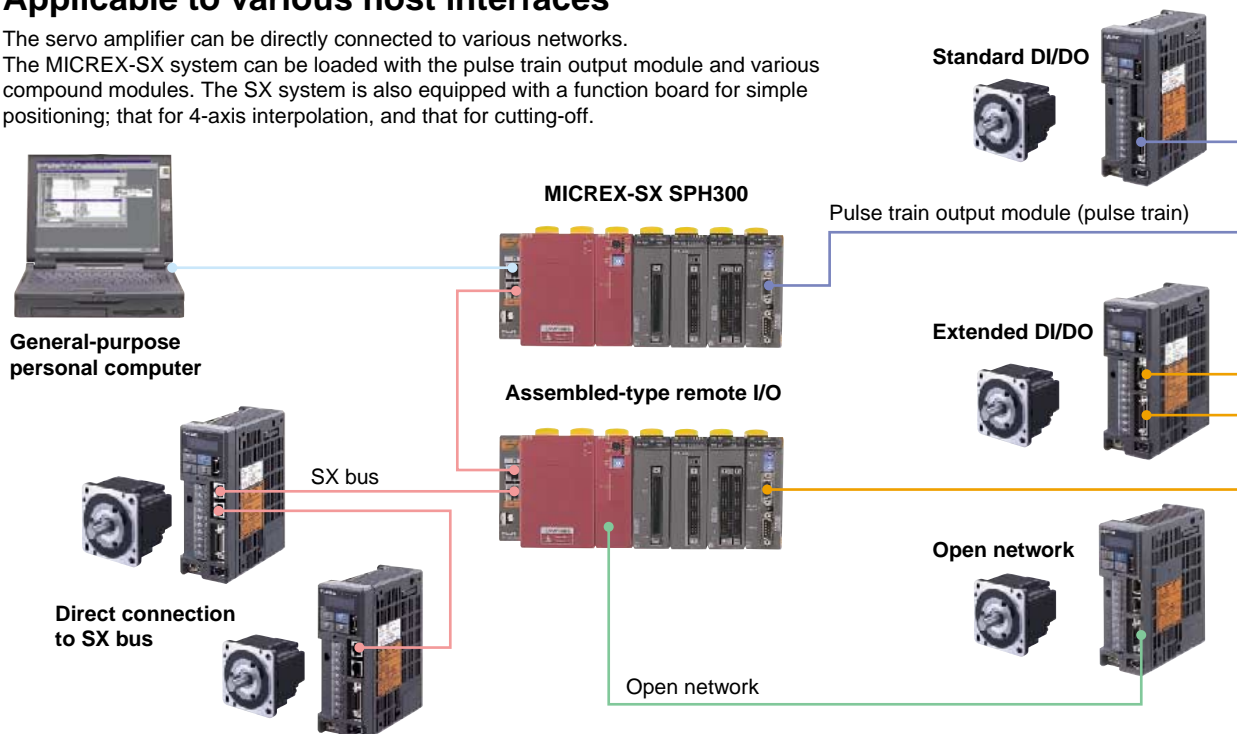 Applicable to various host interfaces
The servo amplifier can be directly connected to various networks.
The MICREX-SX system can be loaded with the pulse train output module and various
compound modules. The SX system is also equipped with a function board for simple
positioning; that for 4-axis interpolation, and that for cutting-off.
Standard DI/DO
MICREX-SX SPH300
Pulse train output module (pulse train)
General-purpose
personal computer
Extended DI/DO
Assembled-type remote I/O
SX bus
Open network
Direct connection
to SX bus
Open network